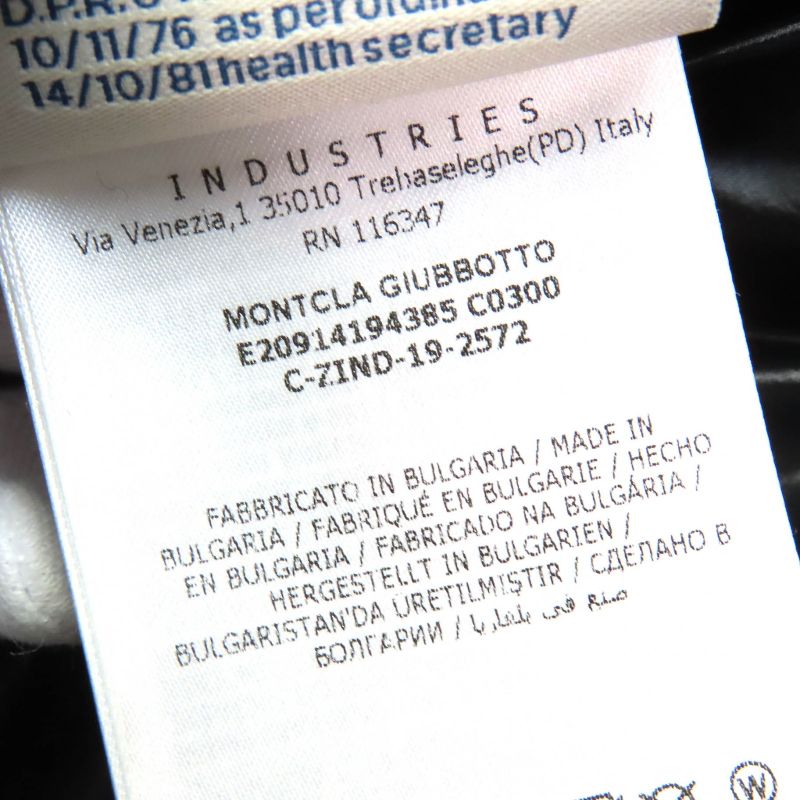 D.P.R.
10/11/76 as per
14/10/81 health secretary
INDUSTRIES
Via Venezia,1 35010 Trebaseleghe(PD) Italy
RN 116347
MONTCLA GIUBBOTTO
E20914194385 C0300
C-ZIND-19-2572
FABBRICATO IN BULGARIA / MADE IN
BULGARIA / FABRIQUÉ EN BULGARIE / HECHO
EN BULGARIA / FABRICADO NA BULGÁRIA /
HERGESTELLT IN BULGARIEN /
BULGARISTAN'DA ÜRETILMIŞTIR / СДЕЛАНО В
БОЛГАРИИ / صنع في بلغاريا
W